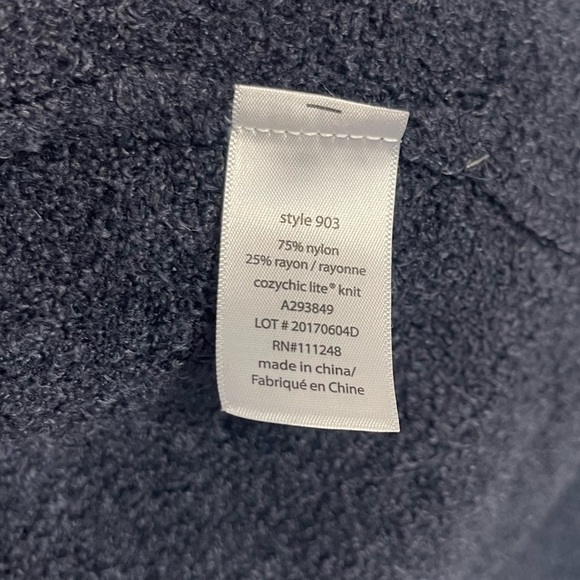 style 903
75% nylon
25% rayon / rayonne
cozychic lite® knit
A293849
LOT # 20170604D
RN#111248
made in china/
Fabriqué en Chine